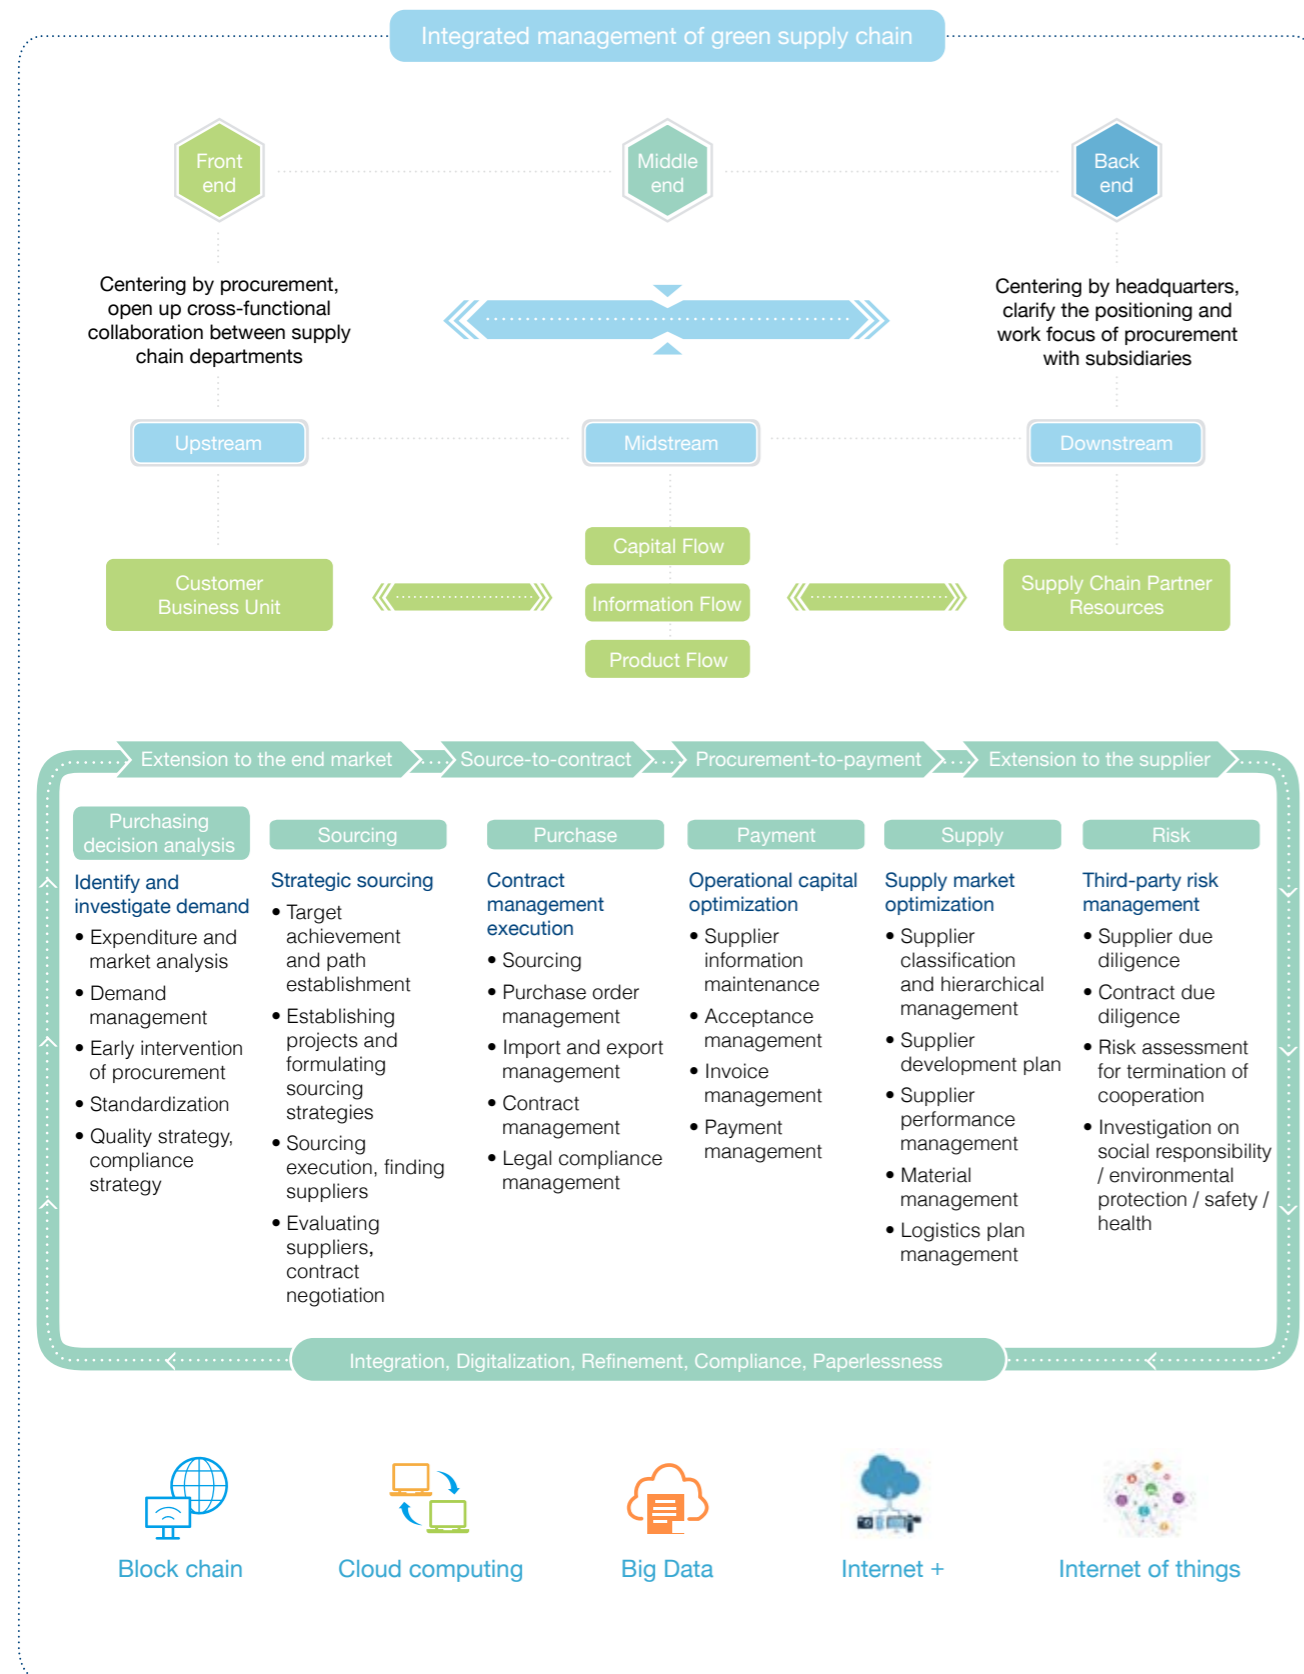 Integrated management of green supply chain
Front
end
Middle
end
Back
end
Centering by procurement,
open up cross-functional
collaboration between supply
chain departments
Centering by headquarters,
clarify the positioning and
work focus of procurement
with subsidiaries
Upstream
Midstream
Downstream
Customer
Business Unit
Capital Flow
Information Flow
Product Flow
Supply Chain Partner
Resources
Extension to the end market
Source-to-contract
Procurement-to-payment
Extension to the supplier
Purchasing
decision analysis
Identify and
investigate demand
• Expenditure and
market analysis
• Demand
management
• Early intervention
of procurement
• Standardization
• Quality strategy,
compliance
strategy
Sourcing
Strategic sourcing
• Target
achievement
and path
establishment
• Establishing
projects and
formulating
sourcing
strategies
• Sourcing
execution, finding
suppliers
• Evaluating
suppliers,
contract
negotiation
Purchase
Contract
management
execution
• Sourcing
• Purchase order
management
• Import and export
management
• Contract
management
• Legal compliance
management
Payment
Operational capital
optimization
• Supplier
information
maintenance
• Acceptance
management
• Invoice
management
• Payment
management
Supply
Supply market
optimization
• Supplier
classification
and hierarchical
management
• Supplier
development plan
• Supplier
performance
management
• Material
management
• Logistics plan
management
Risk
Third-party risk
management
• Supplier due
diligence
• Contract due
diligence
• Risk assessment
for termination of
cooperation
• Investigation on
social responsibility
/ environmental
protection / safety /
health
Integration, Digitalization, Refinement, Compliance, Paperlessness
Block chain
Cloud computing
Big Data
Internet +
Internet of things